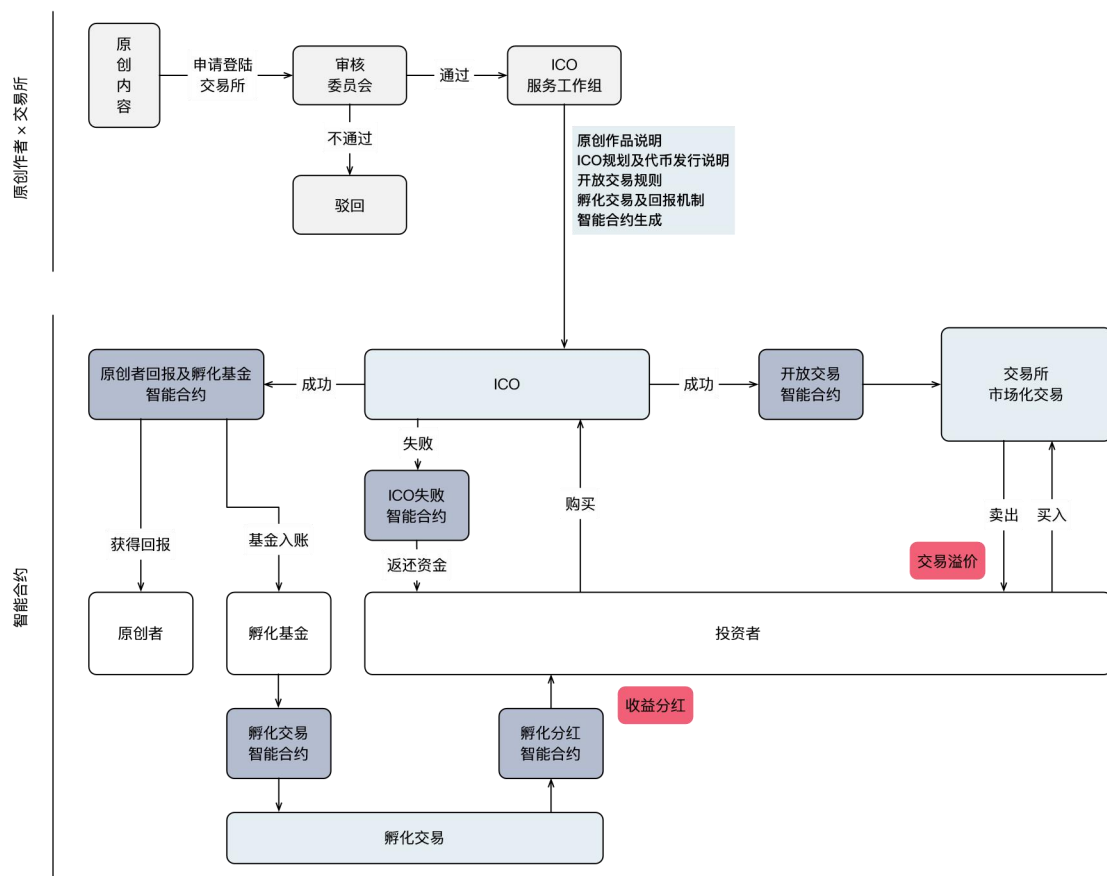 原创作者 × 交易所
原
创
内
容
申请登陆
交易所
审核
委员会
通过
ICO
服务工作组
不通过
驳回
原创作品说明
ICO规划及代币发行说明
开放交易规则
孵化交易及回报机制
智能合约生成
智能合约
原创者回报及孵化基金
智能合约
成功
ICO
成功
开放交易
智能合约
交易所
市场化交易
失败
ICO失败
智能合约
购买
卖出
买入
获得回报
基金入账
返还资金
交易溢价
原创者
孵化基金
投资者
收益分红
孵化交易
智能合约
孵化分红
智能合约
孵化交易